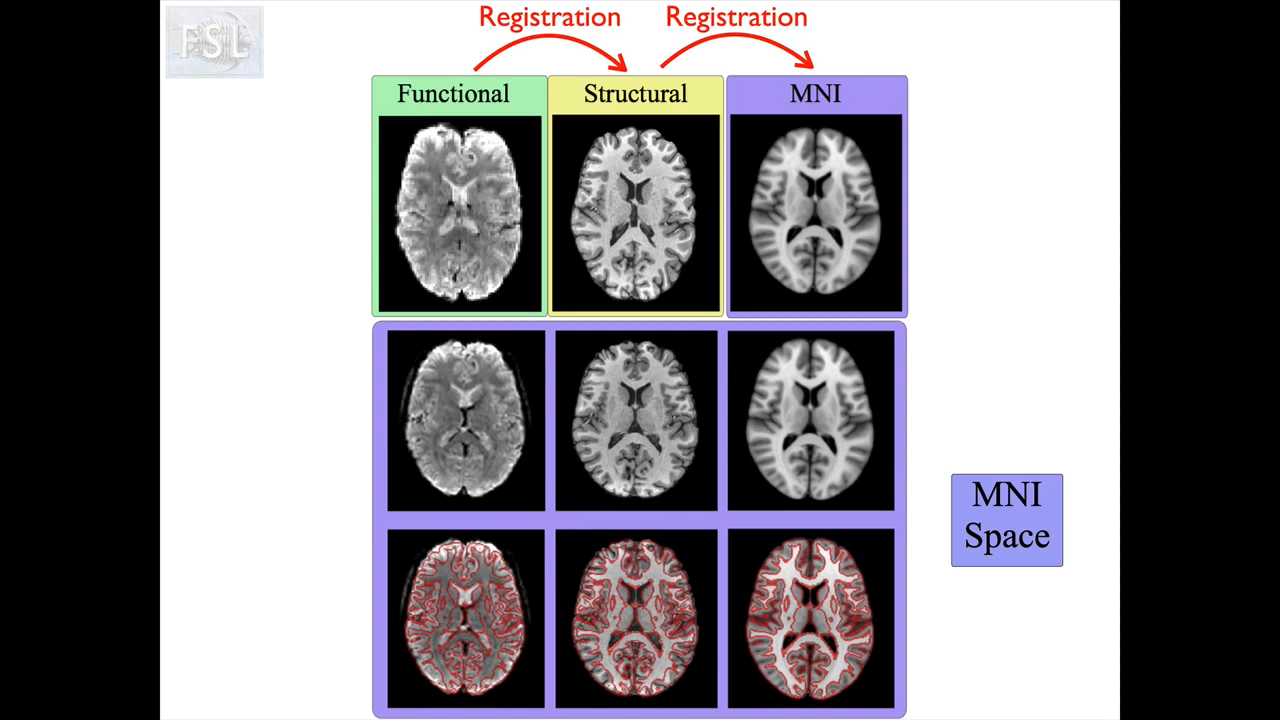 FSL
Registration Registration
Functional Structural MNI
MNI
Space